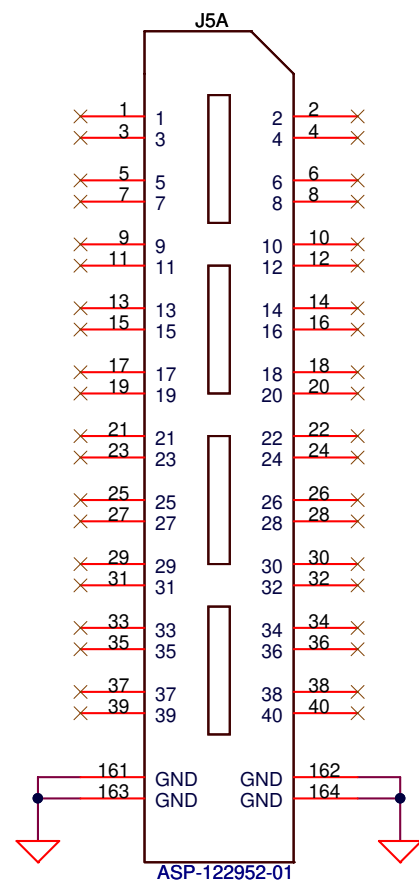 J5A
1 1 2 2
3 3 4 4
5 5 6 6
7 7 8 8
9 9 10 10
11 11 12 12
13 13 14 14
15 15 16 16
17 17 18 18
19 19 20 20
21 21 22 22
23 23 24 24
25 25 26 26
27 27 28 28
29 29 30 30
31 31 32 32
33 33 34 34
35 35 36 36
37 37 38 38
39 39 40 40
161 GND GND 162
163 GND GND 164
ASP-122952-01